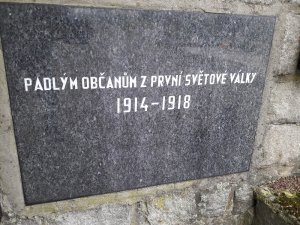 PADLÝM OBČANŮM Z PRVNÍ SVĚTOVÉ VÁLKY
1914-1918